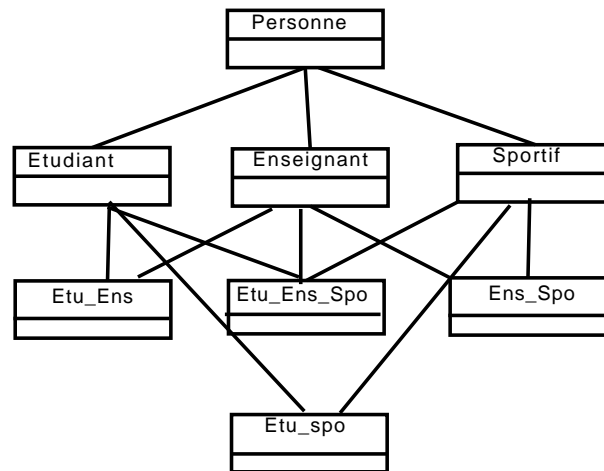 Personne
Etudiant
Enseignant
Sportif
Etu_Ens
Etu_Ens_Spo
Ens_Spo
Etu_spo